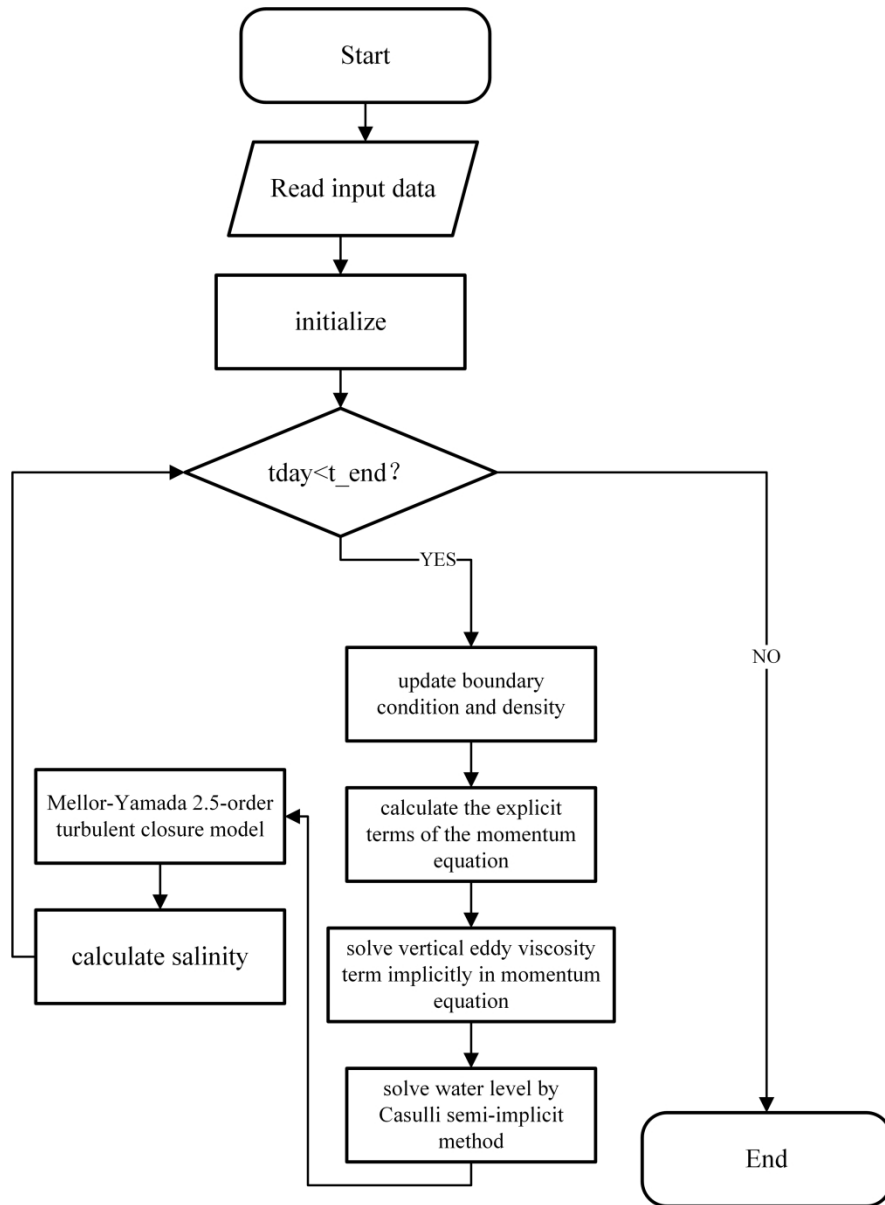 Start
Read input data
initialize
tday<t_end?
YES
NO
update boundary
condition and density
calculate the explicit
terms of the momentum
equation
solve vertical eddy viscosity
term implicitly in momentum
equation
solve water level by
Casulli semi-implicit
method
Mellor-Yamada 2.5-order
turbulent closure model
calculate salinity
End